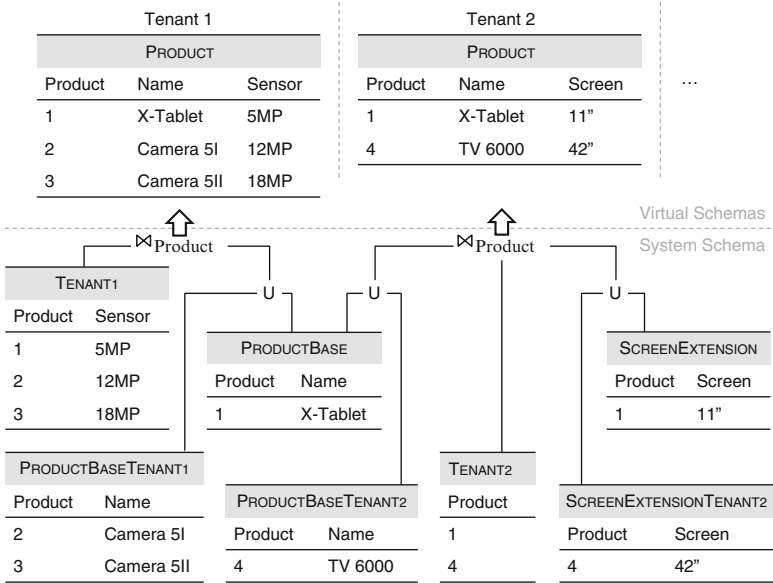 Tenant 1
PRODUCT
Product Name Sensor
1 X-Tablet 5MP
2 Camera 5I 12MP
3 Camera 5II 18MP
Tenant 2
PRODUCT
Product Name Screen
1 X-Tablet 11”
4 TV 6000 42”
...
Virtual Schemas
System Schema
⋈Product
⋈Product
U
U
U
TENANT1
Product Sensor
1 5MP
2 12MP
3 18MP
PRODUCTBASE
Product Name
1 X-Tablet
SCREENEXTENSION
Product Screen
1 11”
PRODUCTBASETENANT1
Product Name
2 Camera 5I
3 Camera 5II
PRODUCTBASETENANT2
Product Name
4 TV 6000
TENANT2
Product
1
4
SCREENEXTENSIONTENANT2
Product Screen
4 42”